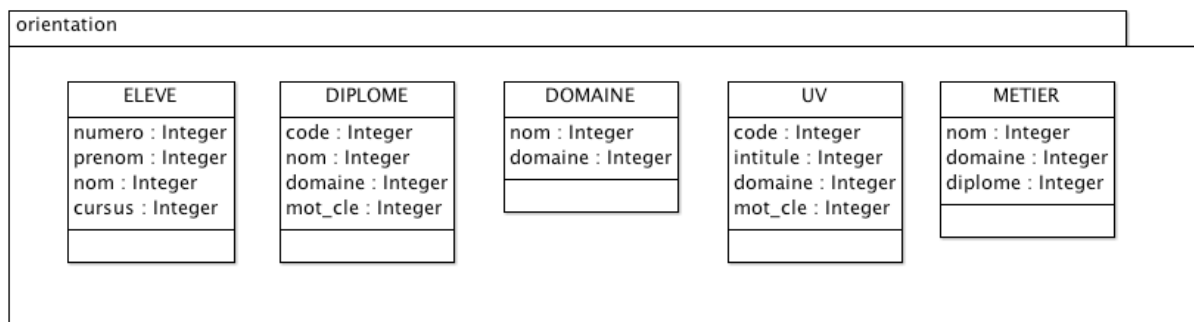 orientation
ELEVE
numero : Integer
prenom : Integer
nom : Integer
cursus : Integer
DIPLOME
code : Integer
nom : Integer
domaine : Integer
mot_cle : Integer
DOMAINE
nom : Integer
domaine : Integer
UV
code : Integer
intitule : Integer
domaine : Integer
mot_cle : Integer
METIER
nom : Integer
domaine : Integer
diplome : Integer